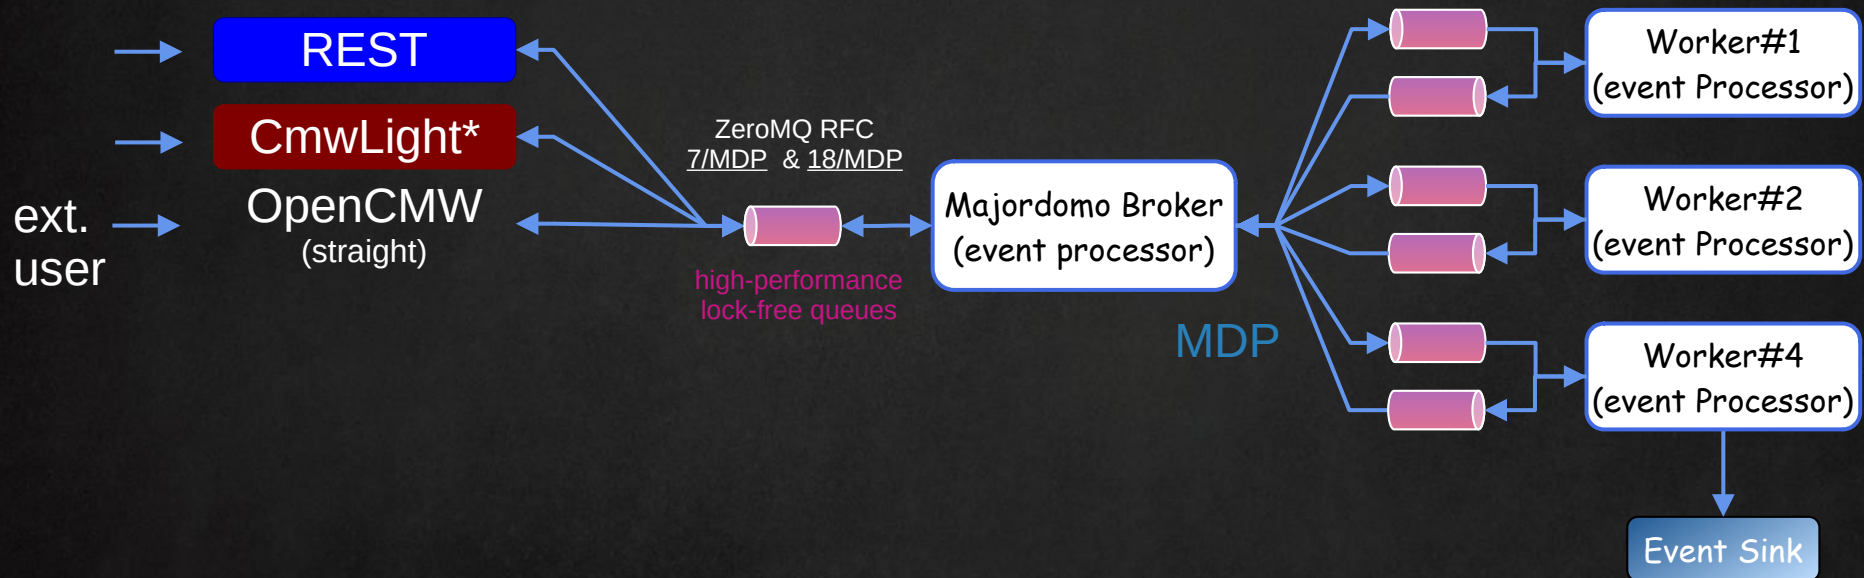 ext.
user
REST
CmwLight*
OpenCMW
(straight)
ZeroMQ RFC
7/MDP & 18/MDP
high-performance
lock-free queues
Majordomo Broker
(event processor)
MDP
Worker#1
(event Processor)
Worker#2
(event Processor)
Worker#4
(event Processor)
Event Sink